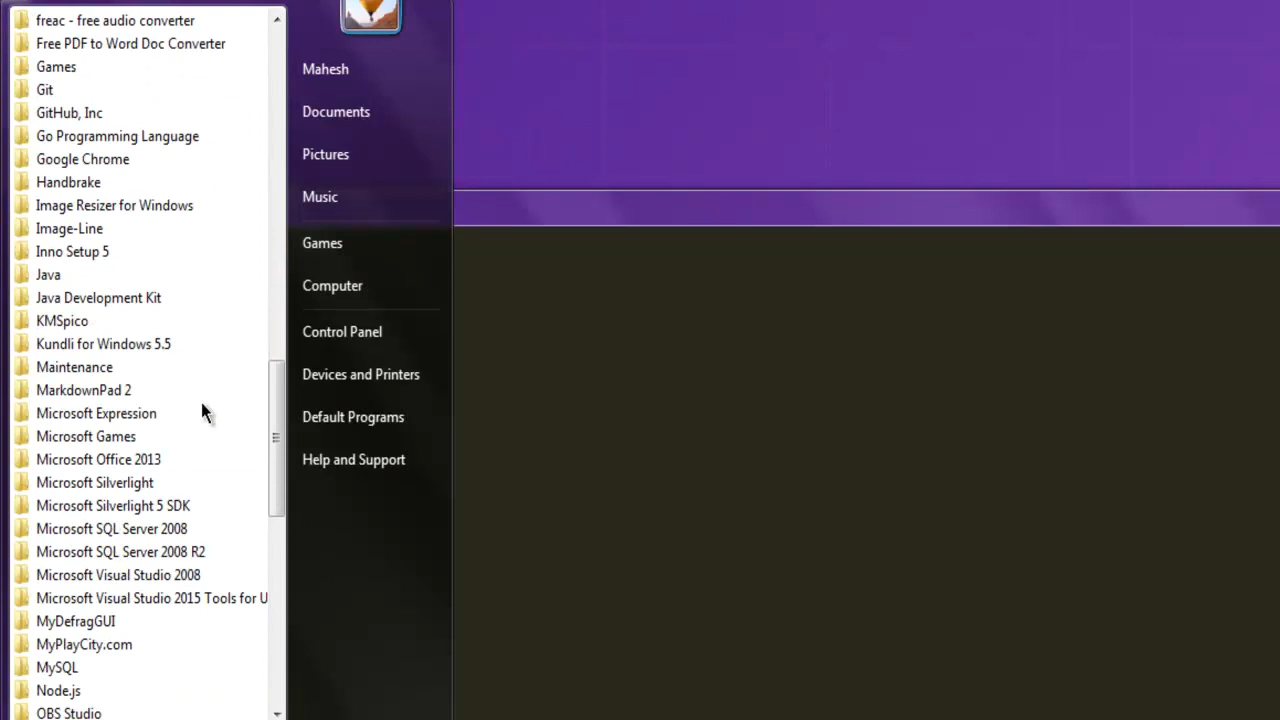 freac - free audio converter
Free PDF to Word Doc Converter
Games
Git
GitHub, Inc
Go Programming Language
Google Chrome
Handbrake
Image Resizer for Windows
Image-Line
Inno Setup 5
Java
Java Development Kit
KMSpico
Kundli for Windows 5.5
Maintenance
MarkdownPad 2
Microsoft Expression
Microsoft Games
Microsoft Office 2013
Microsoft Silverlight
Microsoft Silverlight 5 SDK
Microsoft SQL Server 2008
Microsoft SQL Server 2008 R2
Microsoft Visual Studio 2008
Microsoft Visual Studio 2015 Tools for U
MyDefragGUI
MyPlayCity.com
MySQL
Node.js
OBS Studio
Mahesh
Documents
Pictures
Music
Games
Computer
Control Panel
Devices and Printers
Default Programs
Help and Support